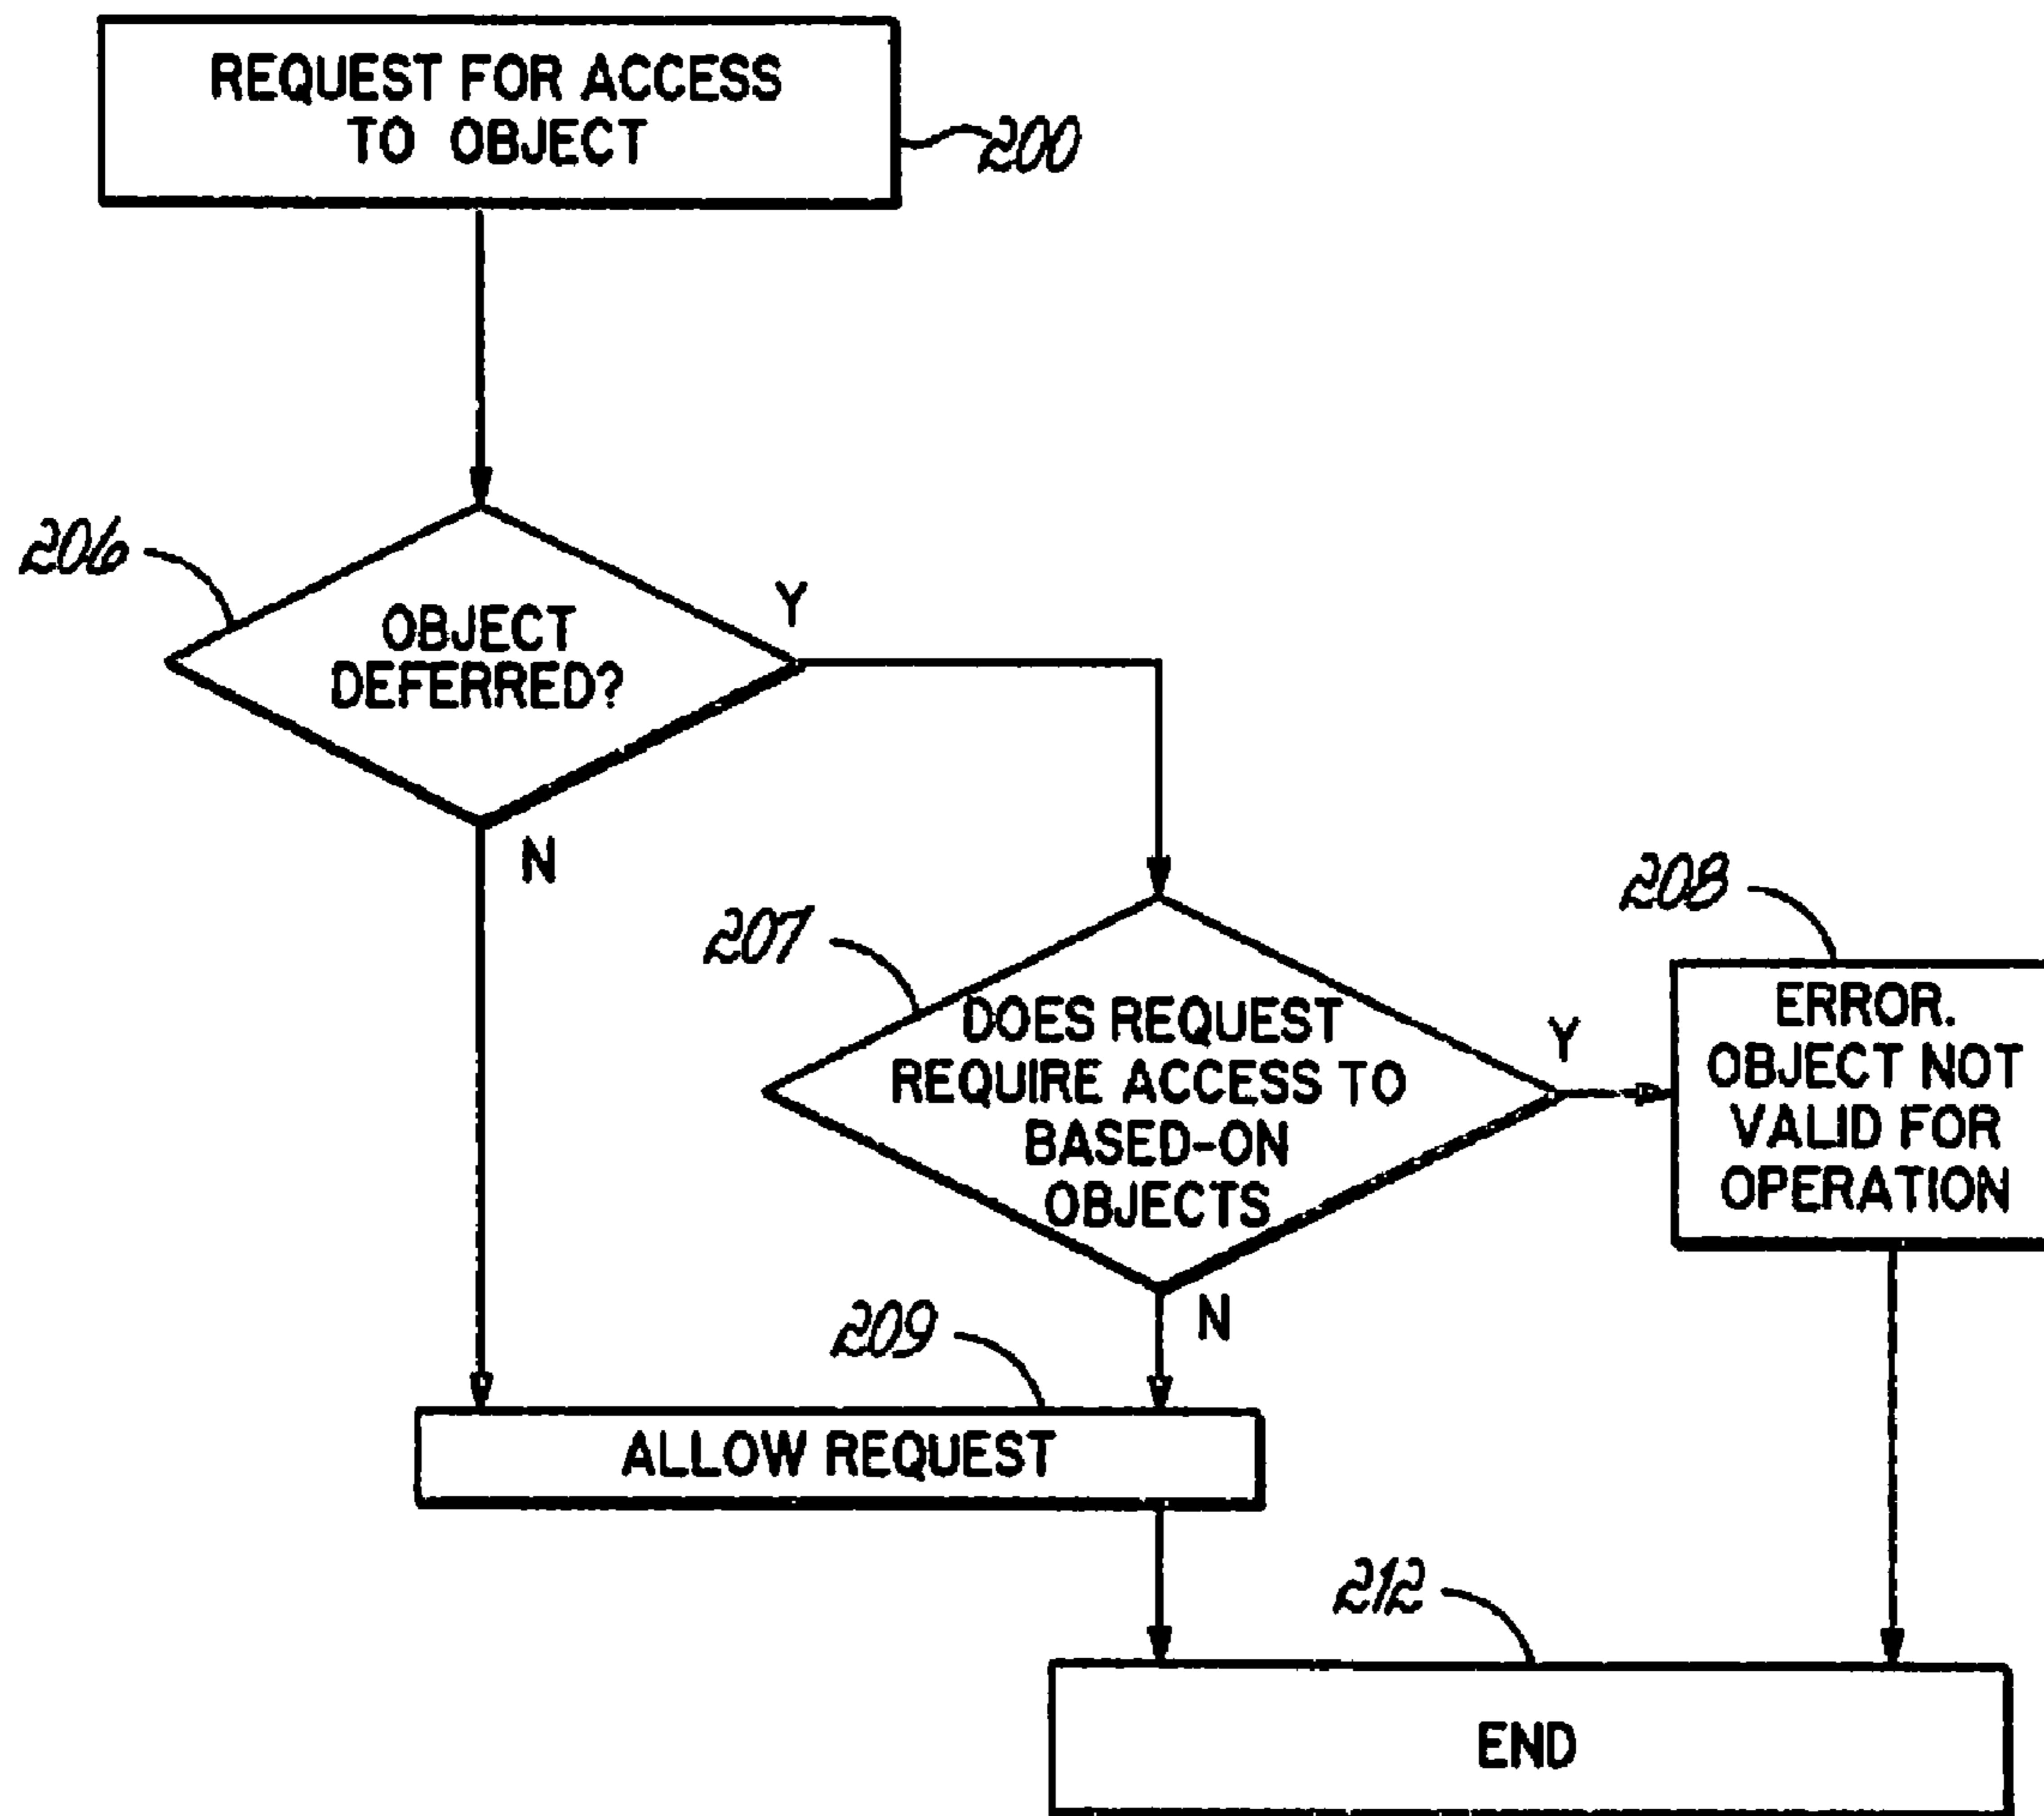 REQUEST FOR ACCESS
TO OBJECT
200
206
OBJECT
DEFERRED?
Y
N
207
DOES REQUEST
REQUIRE ACCESS TO
BASED-ON
OBJECTS
Y
N
208
ERROR.
OBJECT NOT
VALID FOR
OPERATION
209
ALLOW REQUEST
212
END